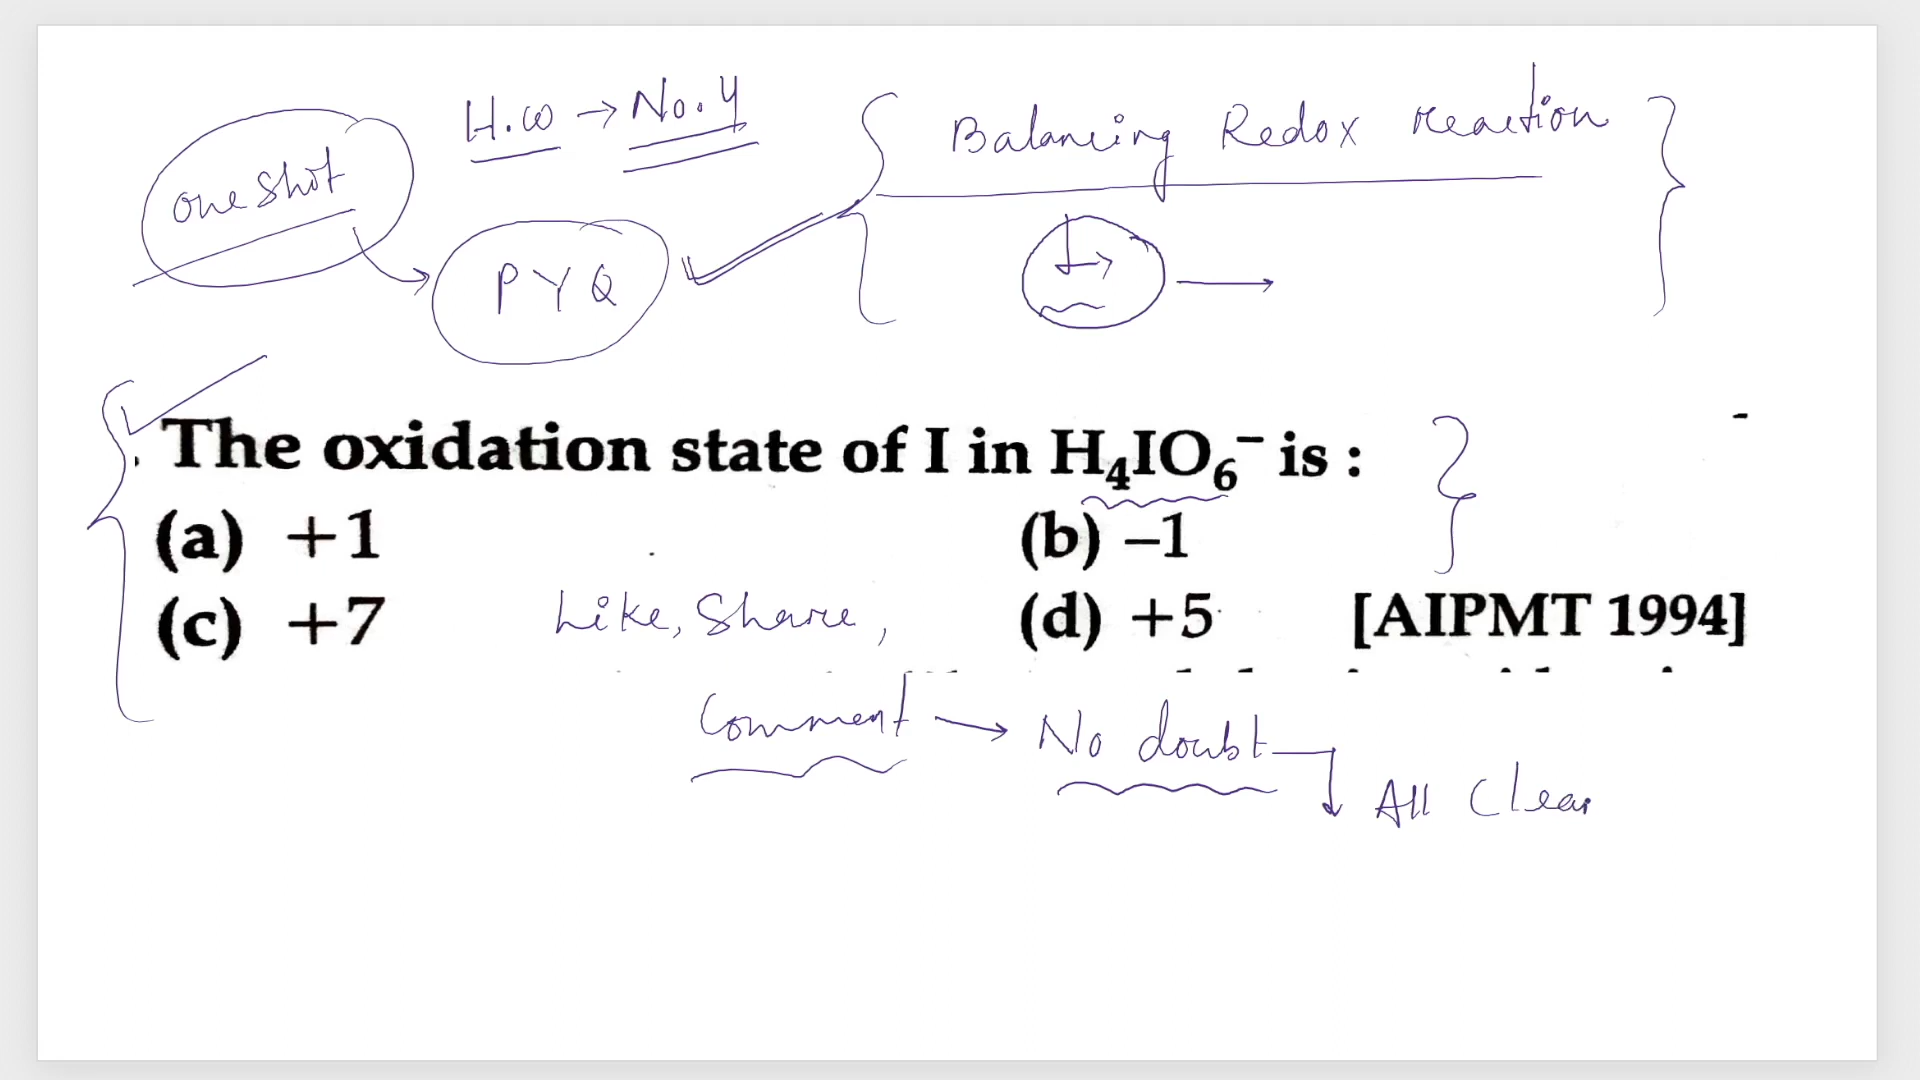 H.W → No.4
Balancing Redox reaction
One Shot
PYQ
The oxidation state of I in H₄IO₆⁻ is :
(a) +1 (b) –1
(c) +7 (d) +5 [AIPMT 1994]
Like, Share,
Comment → No doubt
All Clear